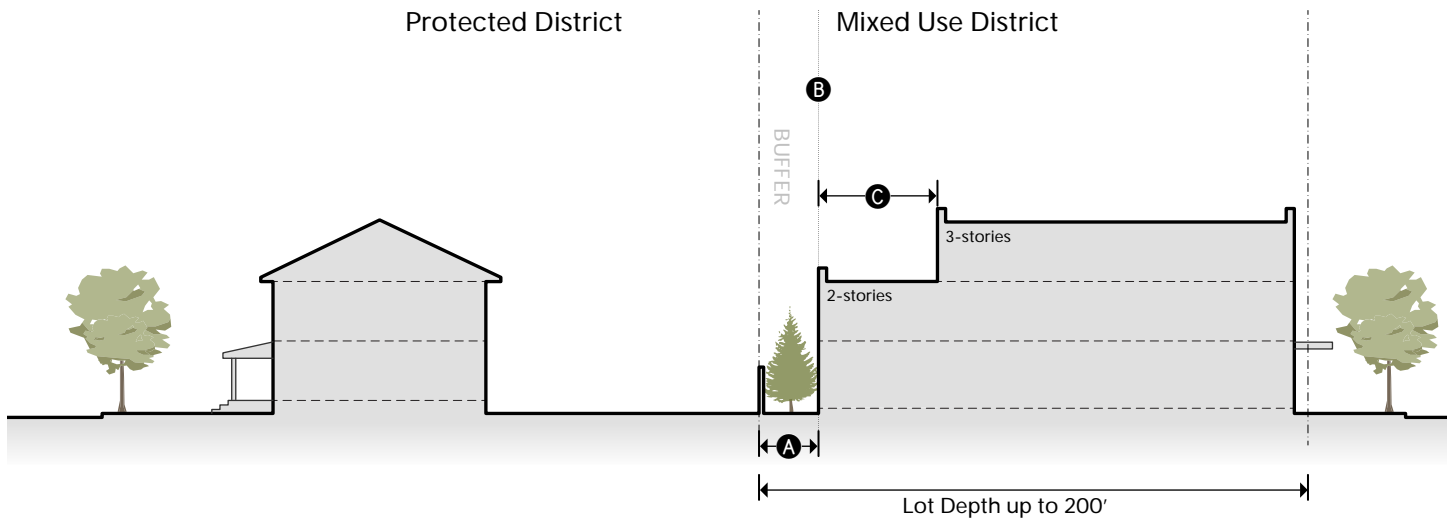 Protected District
Mixed Use District
B
BUFFER
C
3-stories
2-stories
A
Lot Depth up to 200’